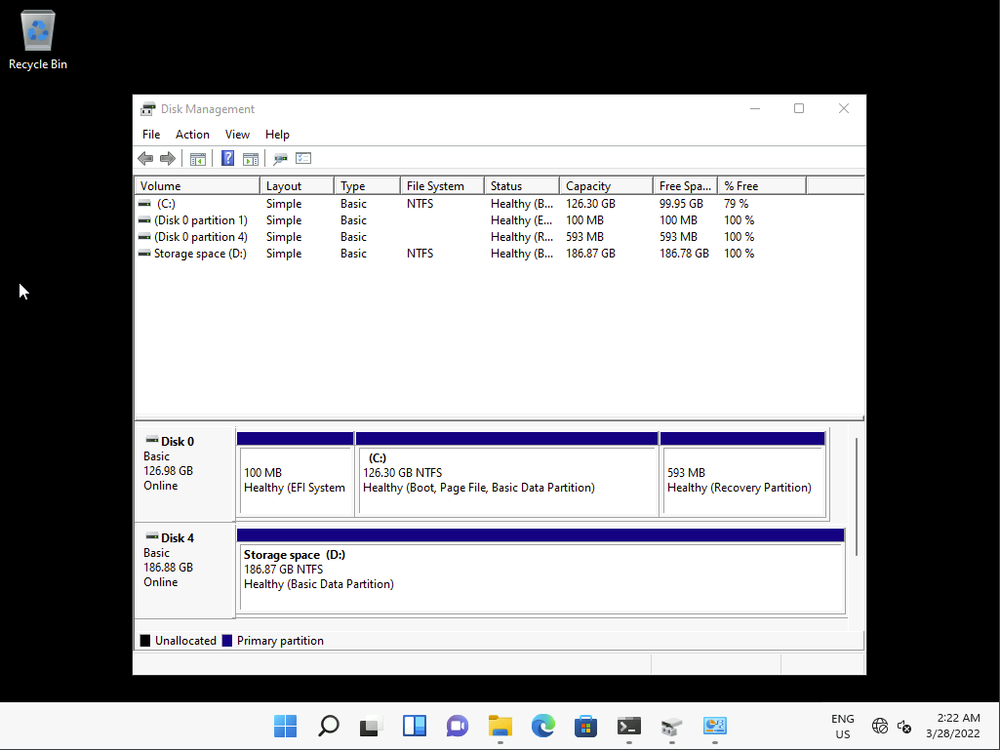 Recycle Bin
Disk Management
File Action View Help
Volume Layout Type File System Status Capacity Free Spa... % Free
(C:) Simple Basic NTFS Healthy (B... 126.30 GB 99.95 GB 79 %
(Disk 0 partition 1) Simple Basic Healthy (E... 100 MB 100 MB 100 %
(Disk 0 partition 4) Simple Basic Healthy (R... 593 MB 593 MB 100 %
Storage space (D:) Simple Basic NTFS Healthy (B... 186.87 GB 186.78 GB 100 %
Disk 0
Basic
126.98 GB
Online
100 MB
Healthy (EFI System
(C:)
126.30 GB NTFS
Healthy (Boot, Page File, Basic Data Partition)
593 MB
Healthy (Recovery Partition)
Disk 4
Basic
186.88 GB
Online
Storage space (D:)
186.87 GB NTFS
Healthy (Basic Data Partition)
Unallocated Primary partition
ENG
US
2:22 AM
3/28/2022